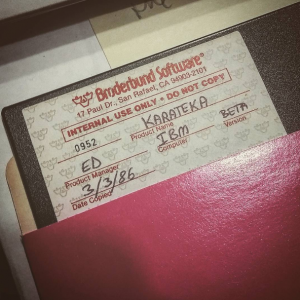 Brøderbund Software®
17 Paul Dr., San Rafael, CA 94903-2101
INTERNAL USE ONLY • DO NOT COPY
0952 KARATEKA
Product Name
ED IBM BETA
Product Manager Computer Version
3/3/86
Date Copied